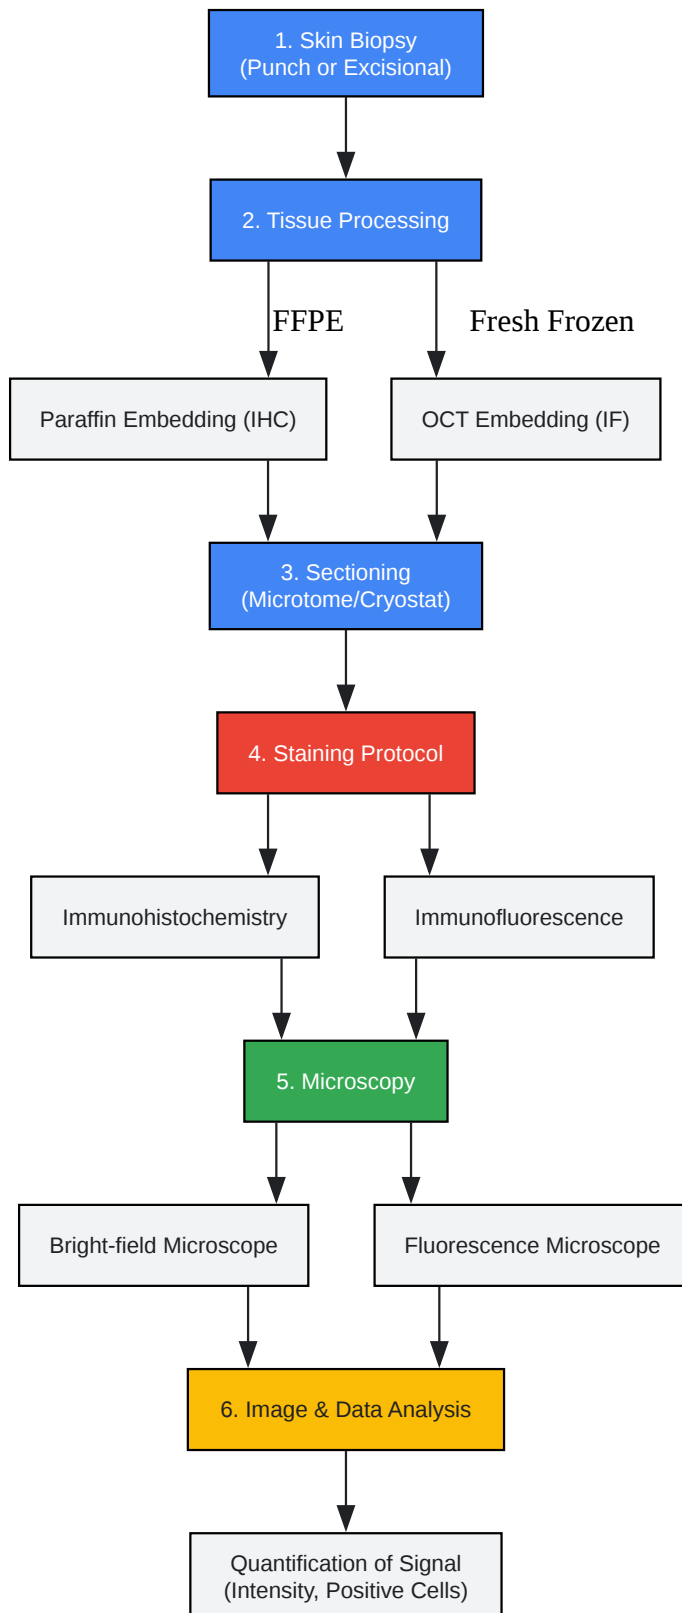 1. Skin Biopsy
(Punch or Excisional)
2. Tissue Processing
FFPE
Fresh Frozen
Paraffin Embedding (IHC)
OCT Embedding (IF)
3. Sectioning
(Microtome/Cryostat)
4. Staining Protocol
Immunohistochemistry
Immunofluorescence
5. Microscopy
Bright-field Microscope
Fluorescence Microscope
6. Image & Data Analysis
Quantification of Signal
(Intensity, Positive Cells)